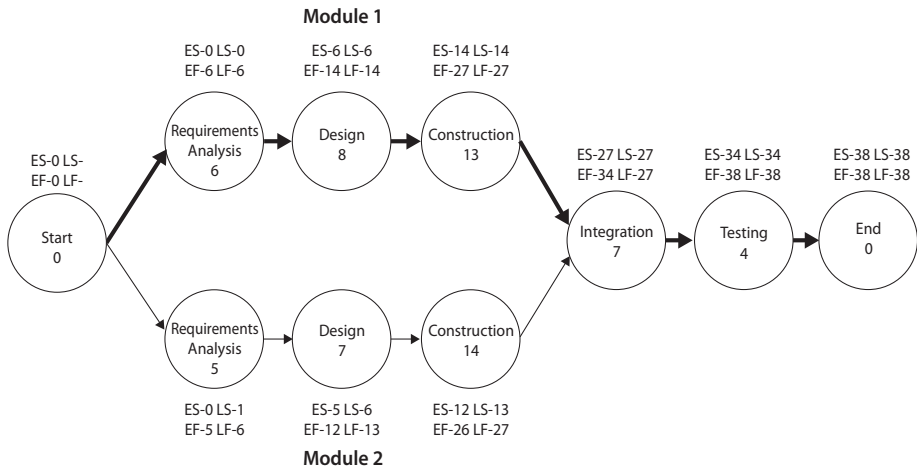 Module 1
ES-0 LS-0
EF-6 LF-6
ES-6 LS-6
EF-14 LF-14
ES-14 LS-14
EF-27 LF-27
Requirements
Analysis
6
Design
8
Construction
13
ES-0 LS-
EF-0 LF-
Start
0
ES-27 LS-27
EF-34 LF-27
ES-34 LS-34
EF-38 LF-38
ES-38 LS-38
EF-38 LF-38
Integration
7
Testing
4
End
0
Requirements
Analysis
5
Design
7
Construction
14
ES-0 LS-1
EF-5 LF-6
ES-5 LS-6
EF-12 LF-13
ES-12 LS-13
EF-26 LF-27
Module 2